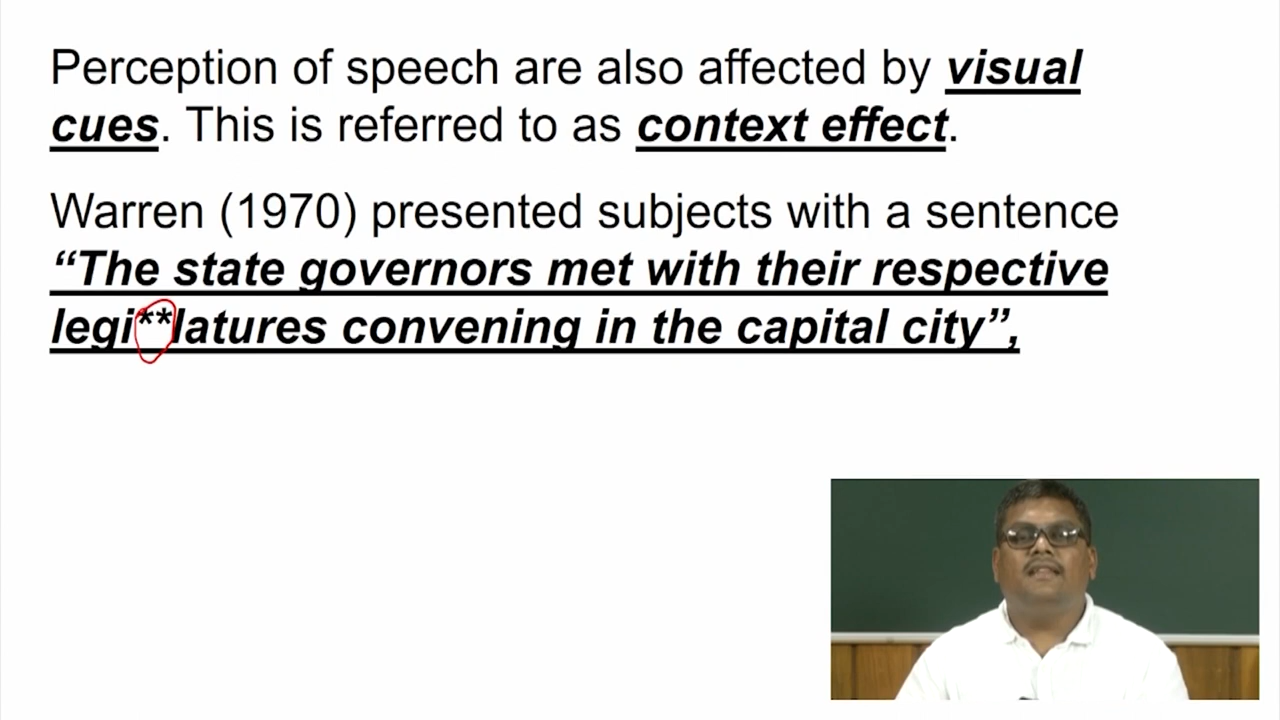 Perception of speech are also affected by visual
cues. This is referred to as context effect.
Warren (1970) presented subjects with a sentence
“The state governors met with their respective
legi**latures convening in the capital city”,